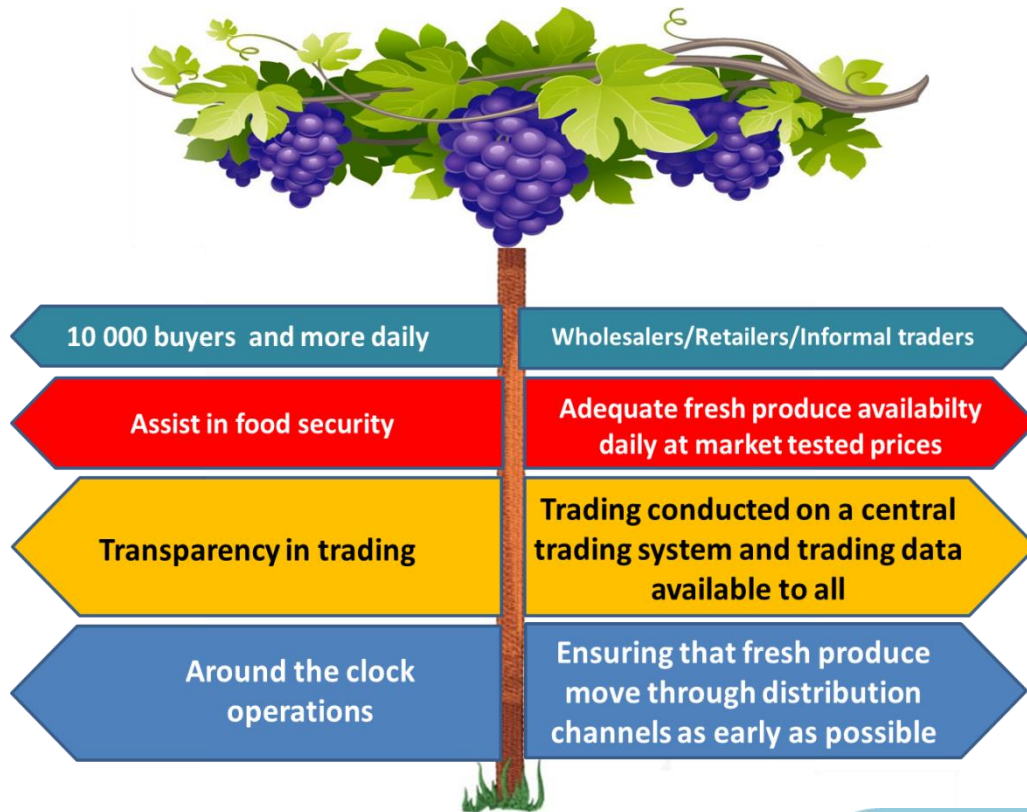 10 000 buyers and more daily
Wholesalers/Retailers/Informal traders
Assist in food security
Adequate fresh produce availabilty
daily at market tested prices
Transparency in trading
Trading conducted on a central
trading system and trading data
available to all
Around the clock
operations
Ensuring that fresh produce
move through distribution
channels as early as possible